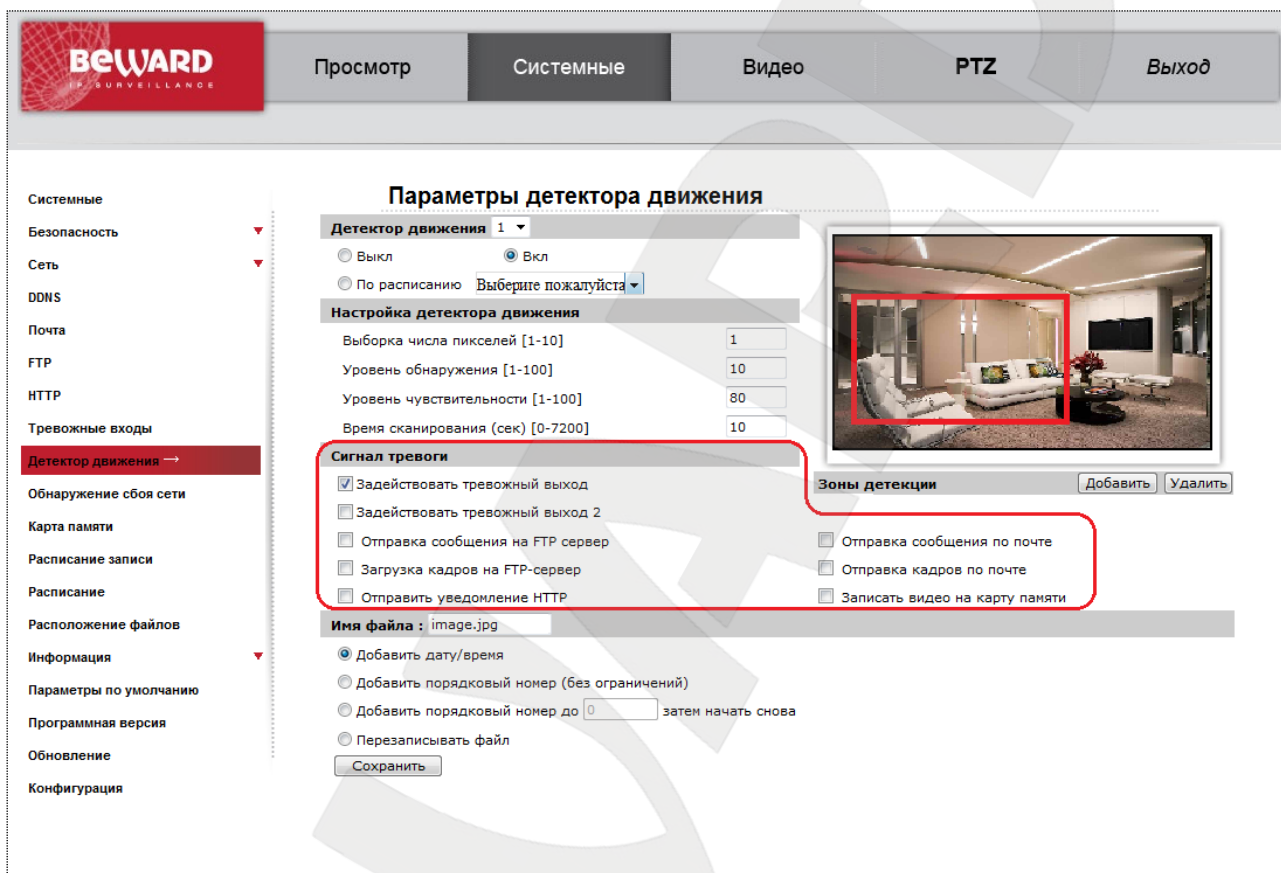 BEWARD
IP SURVEILLANCE
Просмотр
Системные
Видео
PTZ
Выход
Системные
Безопасность
Сеть
DDNS
Почта
FTP
HTTP
Тревожные входы
Детектор движения →
Обнаружение сбоя сети
Карта памяти
Расписание записи
Расписание
Расположение файлов
Информация
Параметры по умолчанию
Программная версия
Обновление
Конфигурация
Параметры детектора движения
Детектор движения 1
Выкл Вкл
По расписанию Выберите пожалуйста
Настройка детектора движения
Выборка числа пикселей [1-10] 1
Уровень обнаружения [1-100] 10
Уровень чувствительности [1-100] 80
Время сканирования (сек) [0-7200] 10
Сигнал тревоги
Задействовать тревожный выход
Зоны детекции Добавить Удалить
Задействовать тревожный выход 2
Отправка сообщения на FTP сервер Отправка сообщения по почте
Загрузка кадров на FTP-сервер Отправка кадров по почте
Отправить уведомление HTTP Записать видео на карту памяти
Имя файла : image.jpg
Добавить дату/время
Добавить порядковый номер (без ограничений)
Добавить порядковый номер до 0 затем начать снова
Перезаписывать файл
Сохранить